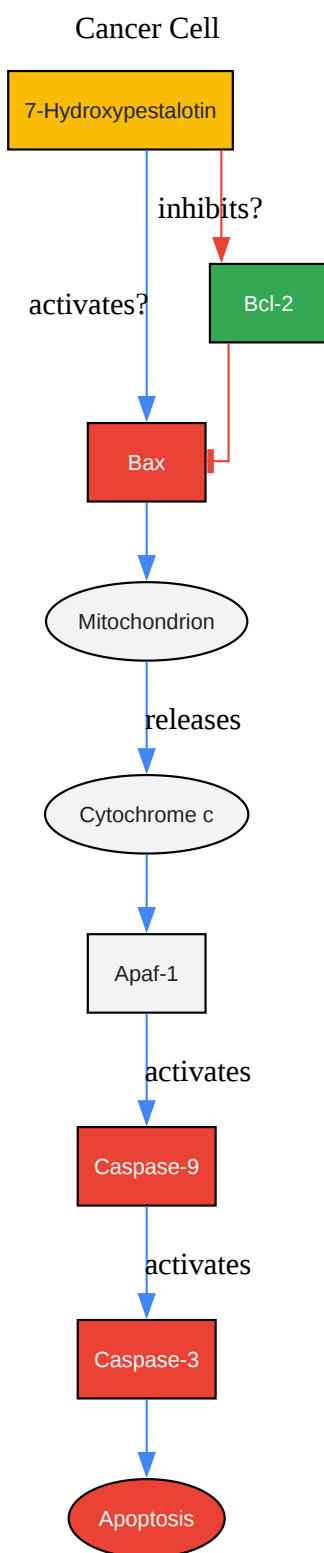 Cancer Cell
7-Hydroxypestalotin
inhibits?
Bcl-2
activates?
Bax
Mitochondrion
releases
Cytochrome c
Apaf-1
activates
Caspase-9
activates
Caspase-3
Apoptosis